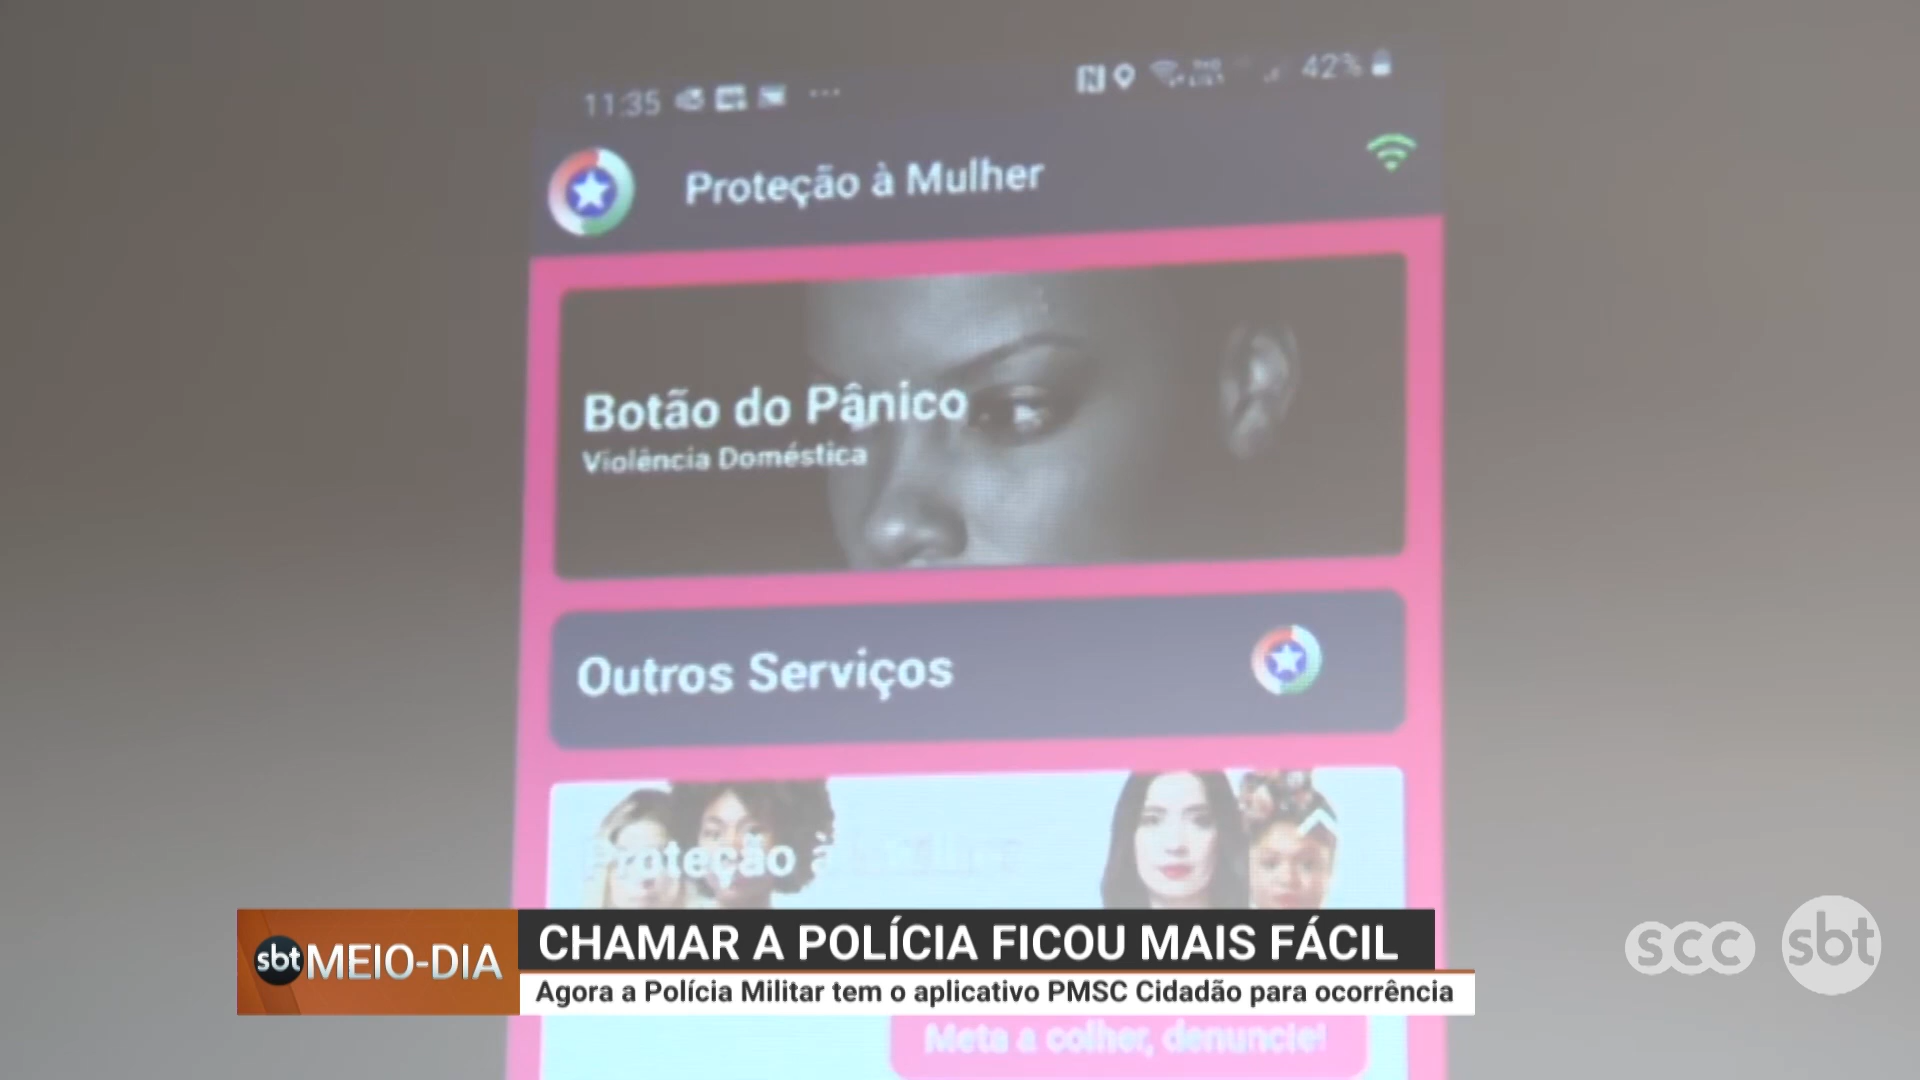 11:35
42%
Proteção à Mulher
Botão do Pânico
Violência Doméstica
Outros Serviços
Proteção à
sbt MEIO-DIA
CHAMAR A POLÍCIA FICOU MAIS FÁCIL
Agora a Polícia Militar tem o aplicativo PMSC Cidadão para ocorrência
scc sbt
Meta a colher, denuncie!